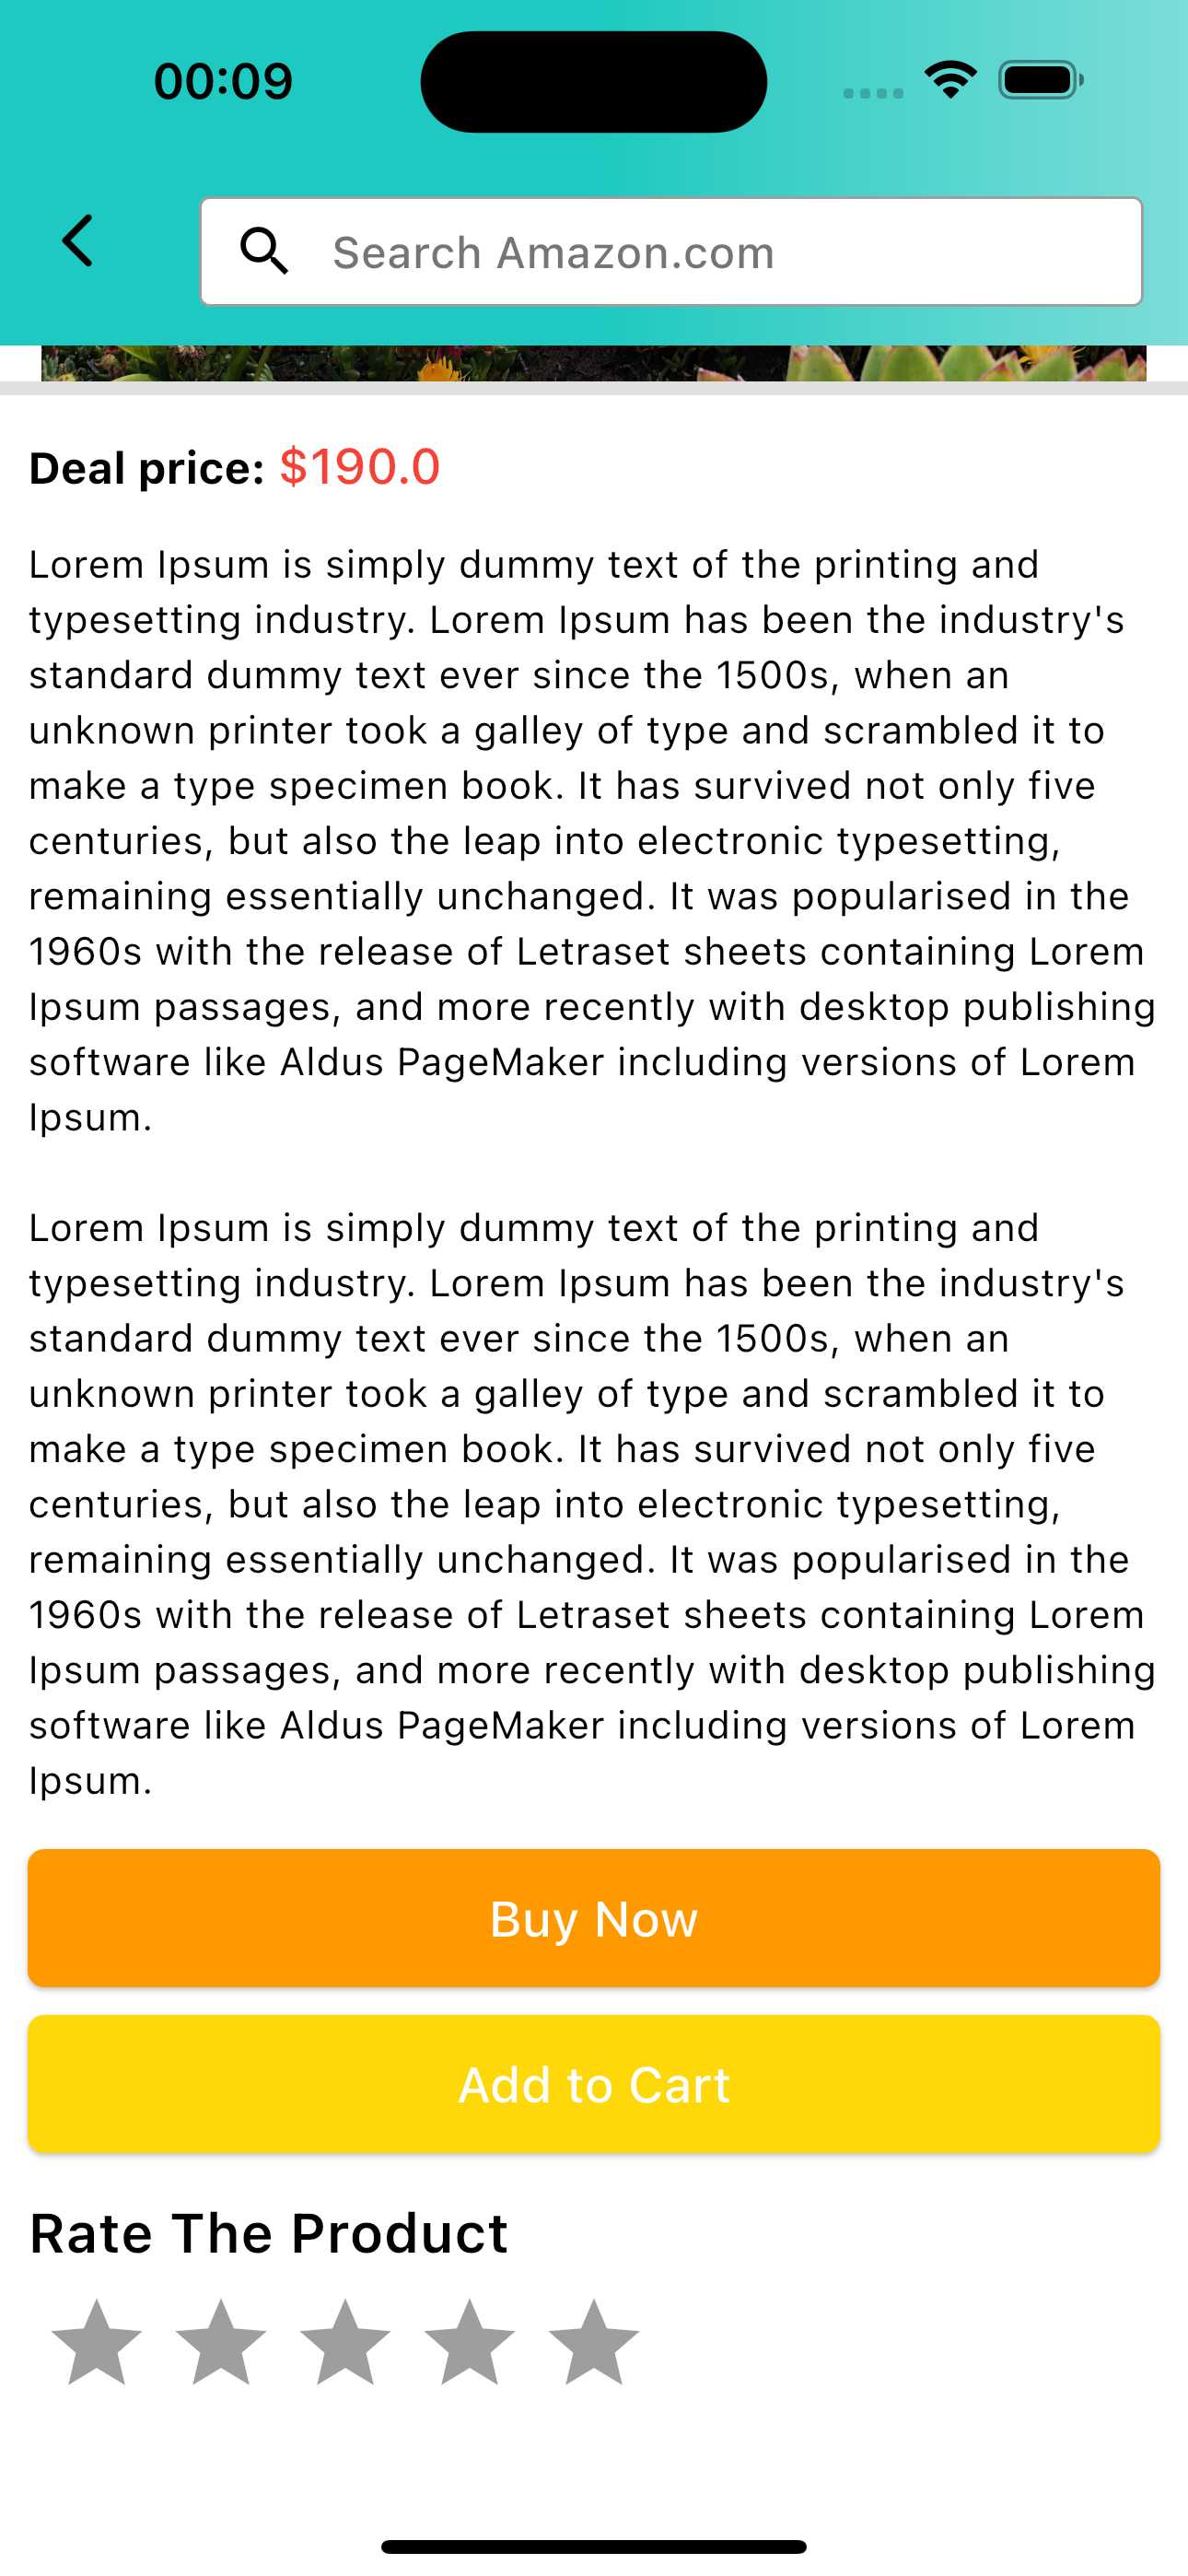 00:09
Search Amazon.com
Deal price: $190.0
Lorem Ipsum is simply dummy text of the printing and
typesetting industry. Lorem Ipsum has been the industry's
standard dummy text ever since the 1500s, when an
unknown printer took a galley of type and scrambled it to
make a type specimen book. It has survived not only five
centuries, but also the leap into electronic typesetting,
remaining essentially unchanged. It was popularised in the
1960s with the release of Letraset sheets containing Lorem
Ipsum passages, and more recently with desktop publishing
software like Aldus PageMaker including versions of Lorem
Ipsum.
Lorem Ipsum is simply dummy text of the printing and
typesetting industry. Lorem Ipsum has been the industry's
standard dummy text ever since the 1500s, when an
unknown printer took a galley of type and scrambled it to
make a type specimen book. It has survived not only five
centuries, but also the leap into electronic typesetting,
remaining essentially unchanged. It was popularised in the
1960s with the release of Letraset sheets containing Lorem
Ipsum passages, and more recently with desktop publishing
software like Aldus PageMaker including versions of Lorem
Ipsum.
Buy Now
Add to Cart
Rate The Product